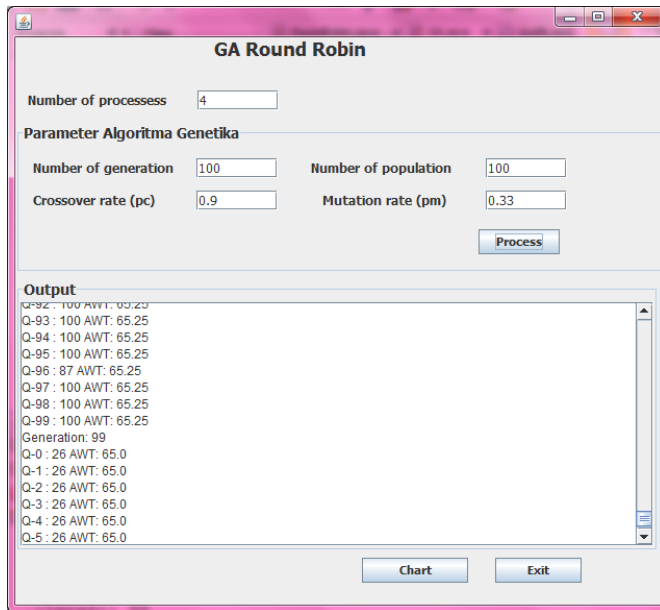 GA Round Robin
Number of processess 4
Parameter Algoritma Genetika
Number of generation 100 Number of population 100
Crossover rate (pc) 0.9 Mutation rate (pm) 0.33
Process
Output
Q-92 : 100 AWT: 65.25
Q-93 : 100 AWT: 65.25
Q-94 : 100 AWT: 65.25
Q-95 : 100 AWT: 65.25
Q-96 : 87 AWT: 65.25
Q-97 : 100 AWT: 65.25
Q-98 : 100 AWT: 65.25
Q-99 : 100 AWT: 65.25
Generation: 99
Q-0 : 26 AWT: 65.0
Q-1 : 26 AWT: 65.0
Q-2 : 26 AWT: 65.0
Q-3 : 26 AWT: 65.0
Q-4 : 26 AWT: 65.0
Q-5 : 26 AWT: 65.0
Chart Exit